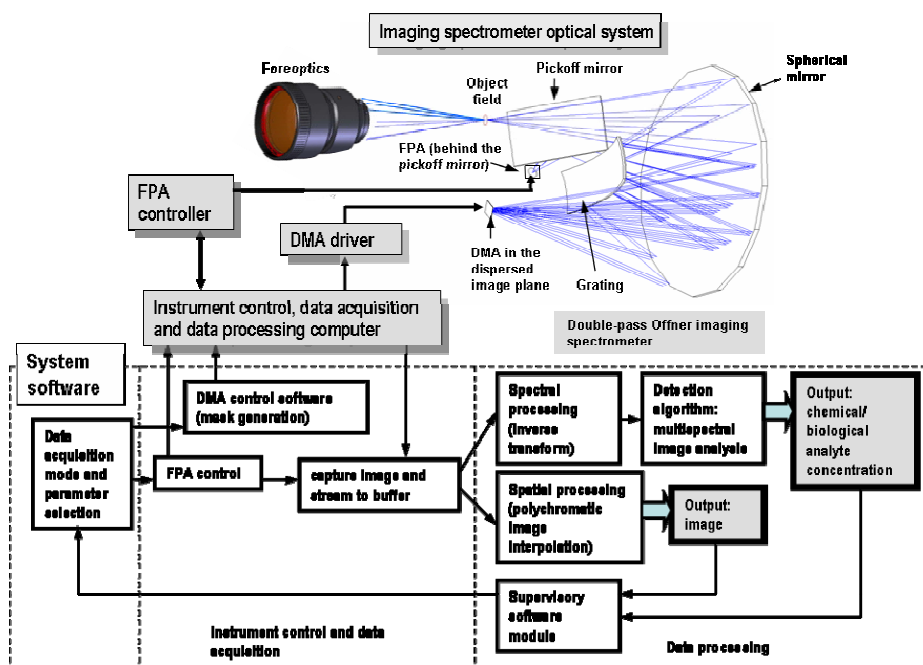 Imaging spectrometer optical system
Foreoptics
Object
field
Pickoff mirror
Spherical
mirror
FPA (behind the
pickoff mirror)
FPA
controller
DMA driver
DMA in the
dispersed
image plane
Grating
Instrument control, data acquisition
and data processing computer
Double-pass Offner imaging
spectrometer
System
software
Data
acquisition
mode and
parameter
selection
DMA control software
(mask generation)
FPA control
capture image and
stream to buffer
Spectral
processing
(inverse
transform)
Detection
algorithm:
multispectral
image analysis
Output:
chemical/
biological
analyte
concentration
Spatial processing
(polychromatic
image
interpolation)
Output:
image
Supervisory
software
module
Instrument control and data
acquisition
Data processing